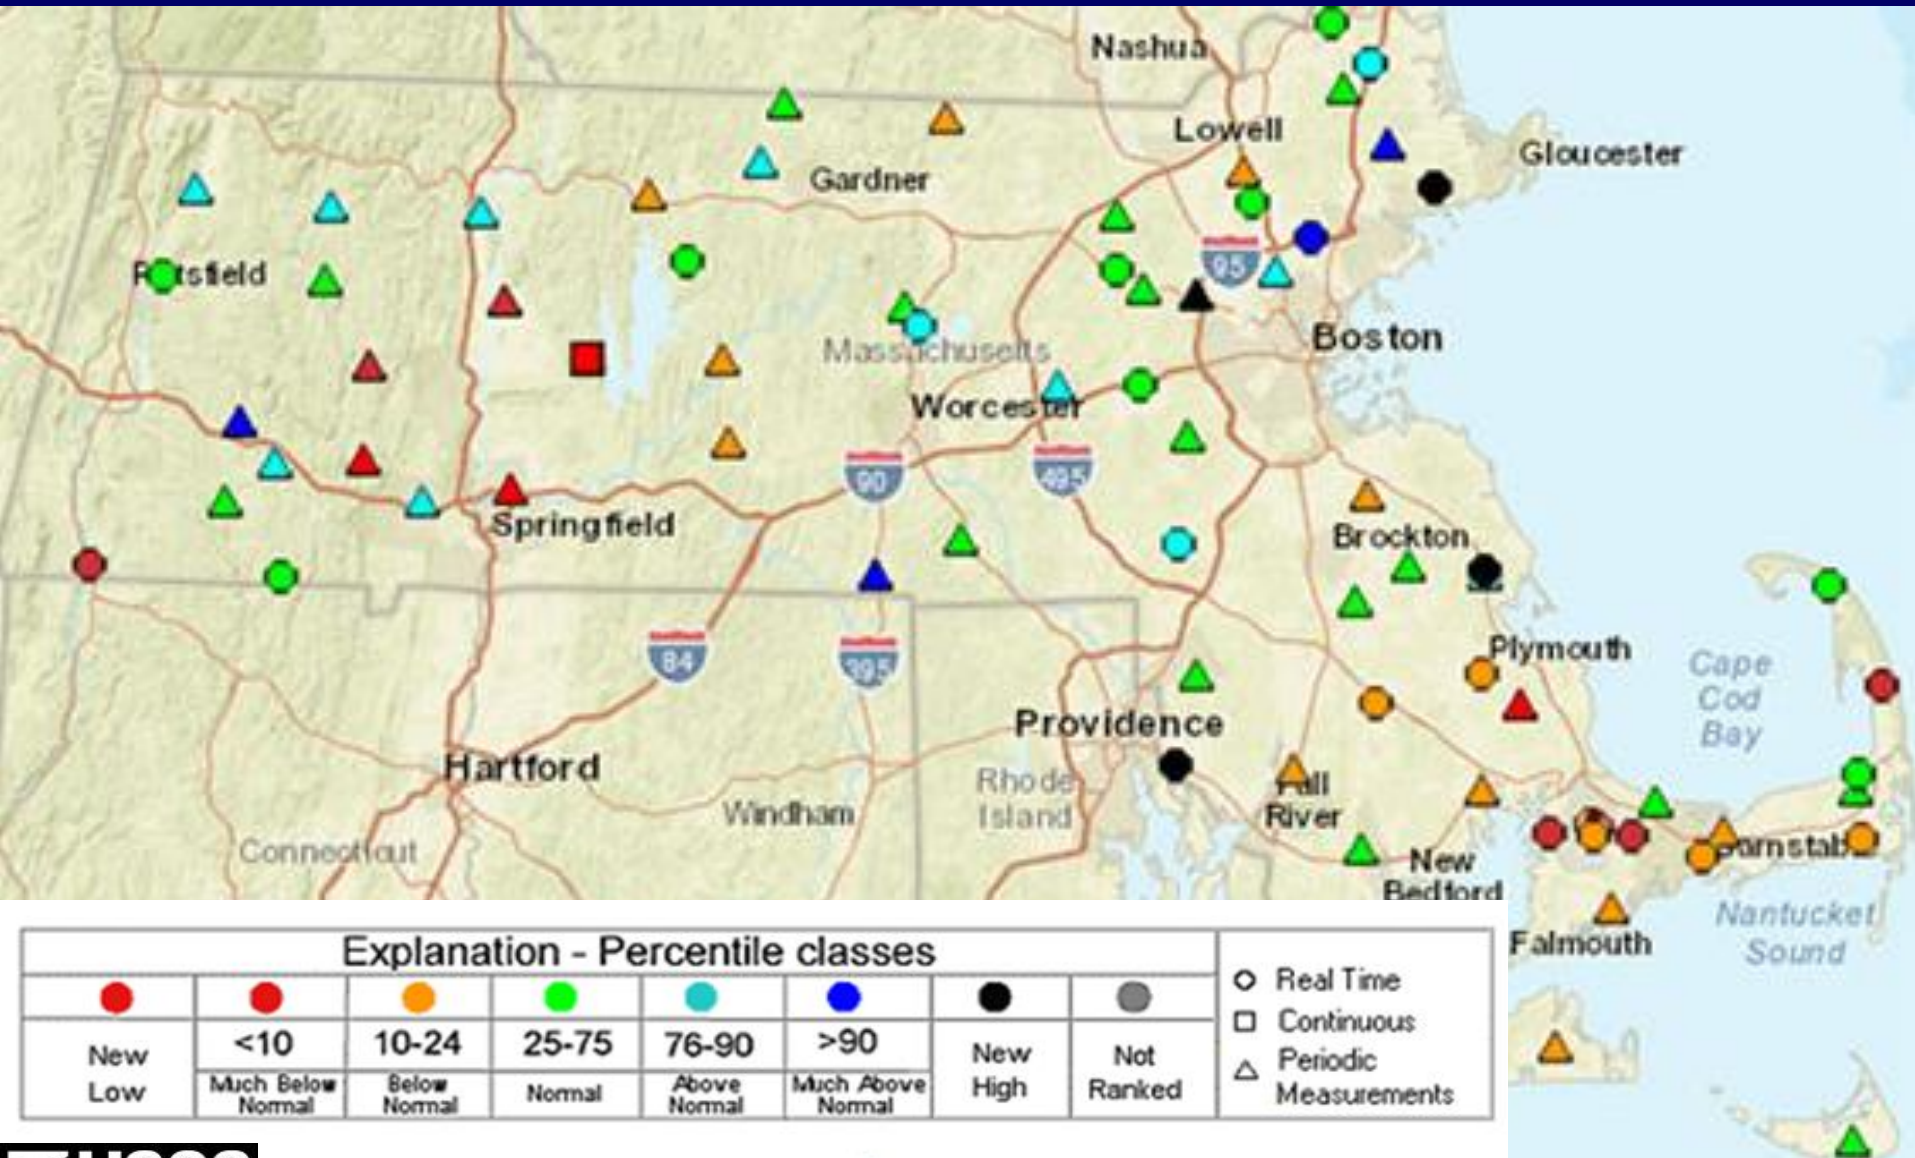 Nashua
Lowell
Gloucester
Gardner
95
Boston
Massachusetts
Worcester
90
495
Springfield
Brockton
84
395
Plymouth
Cape
Cod
Bay
Providence
Hartford
Rhode
Island
Windham
River
Connecticut
New
Bedford
Nantucket
Sound
Falmouth
Explanation - Percentile classes
New
Low
<10
Much Below
Normal
10-24
Below
Normal
25-75
Normal
76-90
Above
Normal
>90
Much Above
Normal
New
High
Not
Ranked
Real Time
Continuous
Periodic
Measurements